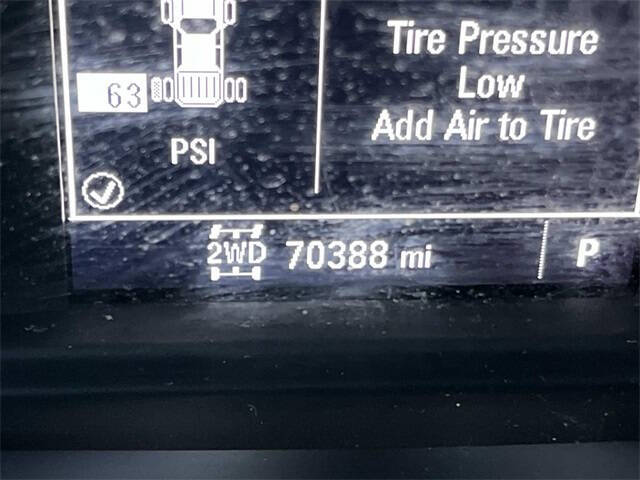 Tire Pressure
Low
Add Air to Tire
63
PSI
2WD 70388 mi P